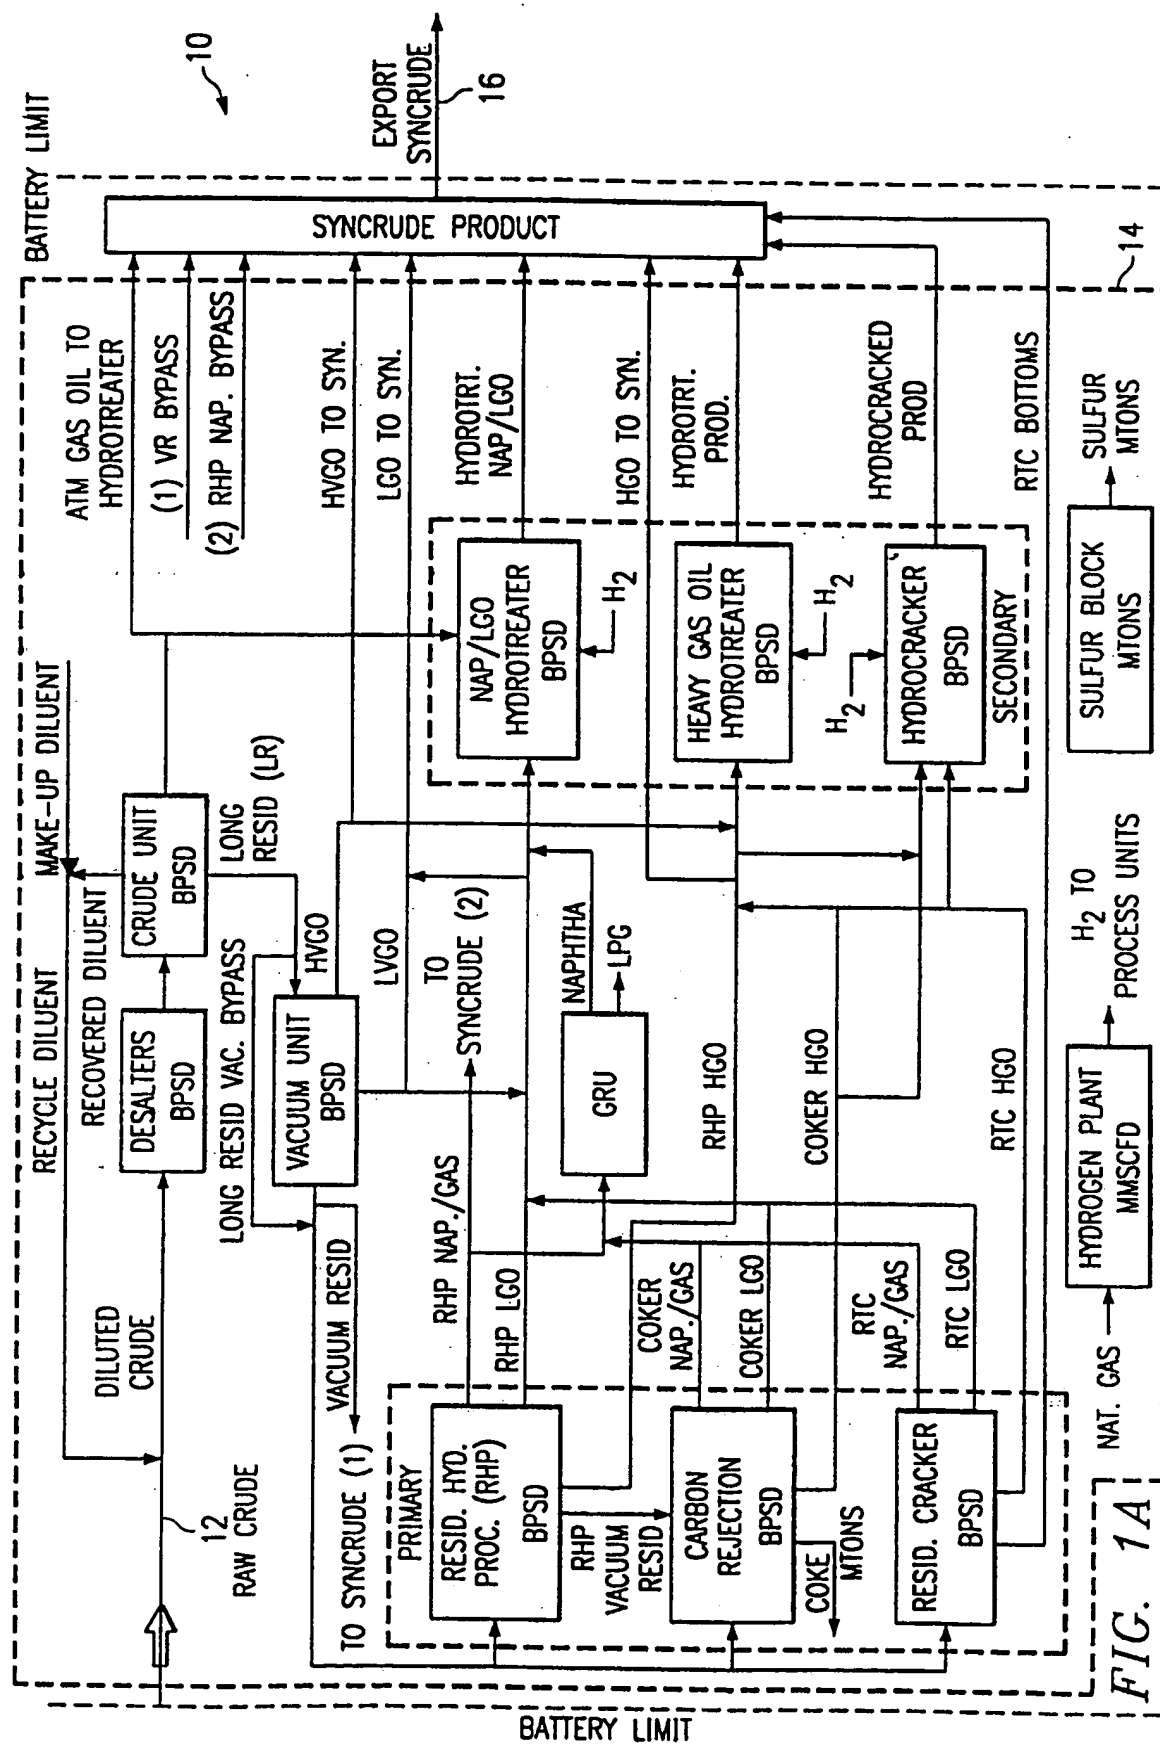 BATTERY LIMIT
10
EXPORT
SYNCRUDE
16
SYNCRUDE PRODUCT
14
ATM GAS OIL TO
HYDROTREATER
(1) VR BYPASS
(2) RHP NAP. BYPASS
HVGO TO SYN.
LGO TO SYN.
HYDROTRT.
NAP/LGO
HGO TO SYN.
HYDROTRT.
PROD.
HYDROCRACKED
PROD
RTC BOTTOMS
SULFUR
MTONS
MAKE-UP DILUENT
RECYCLE DILUENT
RECOVERED DILUENT
CRUDE UNIT
BPSD
LONG
RESID (LR)
DESALTERS
BPSD
LONG RESID VAC. BYPASS
VACUUM UNIT
BPSD
HVGO
LVGO
TO
SYNCRUDE (2)
NAPHTHA
LPG
GRU
NAP/LGO
HYDROTREATER
BPSD
H2
HEAVY GAS OIL
HYDROTREATER
BPSD
H2
H2
HYDROCRACKER
BPSD
SECONDARY
SULFUR BLOCK
MTONS
RHP HGO
COKER HGO
RTC HGO
H2 TO
PROCESS UNITS
HYDROGEN PLANT
MMSCFD
NAT. GAS
DILUTED
CRUDE
12
RAW CRUDE
VACUUM RESID
TO SYNCRUDE (1)
RHP NAP./GAS
RHP LGO
COKER
NAP./GAS
COKER LGO
RTC
NAP./GAS
RTC LGO
PRIMARY
RESID. HYD.
PROC. (RHP)
BPSD
RHP
VACUUM
RESID
CARBON
REJECTION
BPSD
COKE
MTONS
RESID. CRACKER
BPSD
BATTERY LIMIT
FIG. 1A